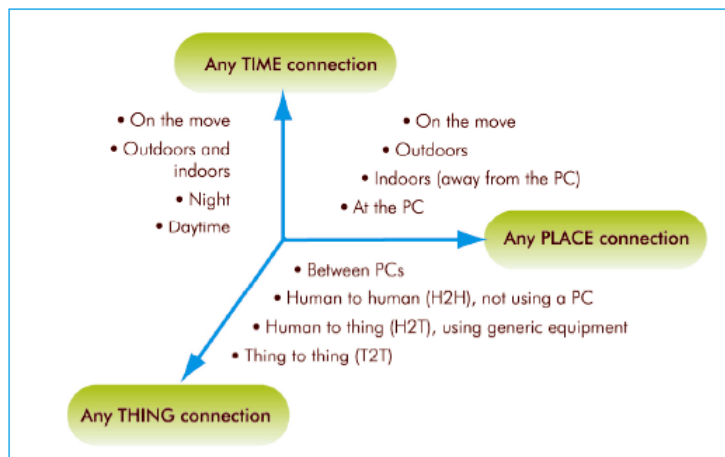 Any TIME connection
• On the move
• Outdoors and
indoors
• Night
• Daytime
• On the move
• Outdoors
• Indoors (away from the PC)
• At the PC
Any PLACE connection
• Between PCs
• Human to human (H2H), not using a PC
• Human to thing (H2T), using generic equipment
• Thing to thing (T2T)
Any THING connection